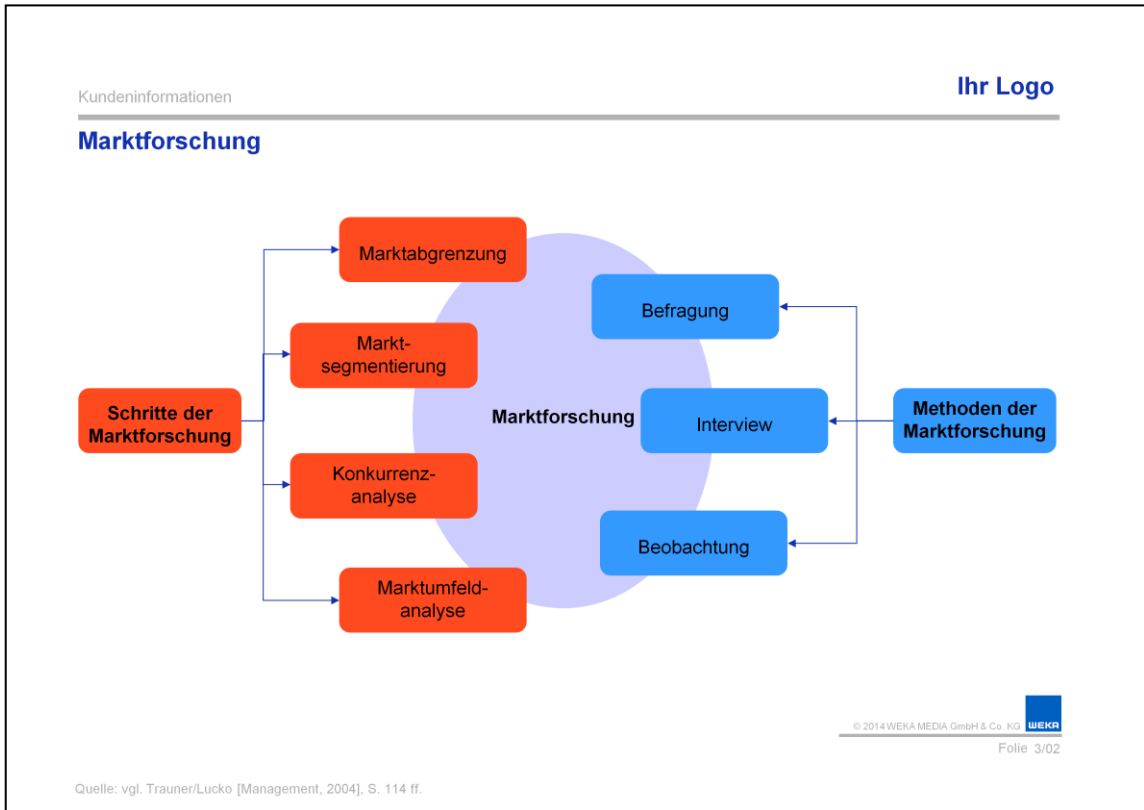 Kundeninformationen
Ihr Logo
Marktforschung
Marktabgrenzung
Markt-
segmentierung
Schritte der
Marktforschung
Konkurrenz-
analyse
Marktumfeld-
analyse
Marktforschung
Befragung
Interview
Beobachtung
Methoden der
Marktforschung
© 2014 WEKA MEDIA GmbH & Co. KG
WEKA
Folie 3/02
Quelle: vgl. Trauner/Lucko [Management, 2004], S. 114 ff.